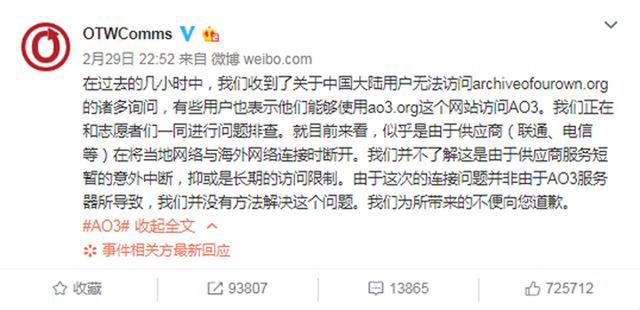 OTWComms
2月29日 22:52 来自 微博 weibo.com
在过去的几小时中，我们收到了关于中国大陆用户无法访问archiveofourown.org
的诸多询问，有些用户也表示他们能够使用ao3.org这个网站访问AO3。我们正在
和志愿者们一同进行问题排查。就目前来看，似乎是由于供应商（联通、电信
等）在将当地网络与海外网络连接时断开。我们并不了解这是由于供应商服务短
暂的意外中断，抑或是长期的访问限制。由于这次的连接问题并非由于AO3服务
器所导致，我们并没有方法解决这个问题。我们为所带来的不便向您道歉。
#AO3# 收起全文
事件相关方最新回应
收藏 93807 13865 725712